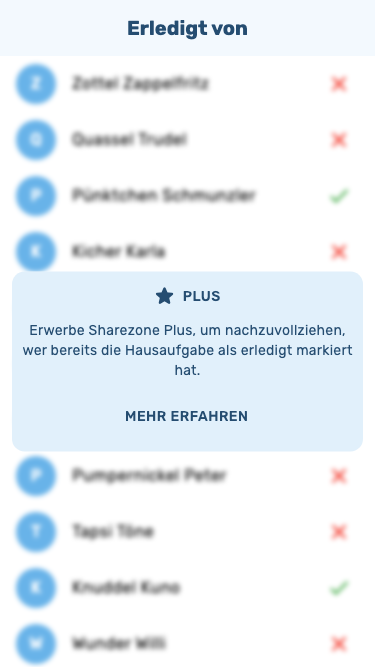 Erledigt von
Z Zottel Zappelfritz
Q Quassel Trudel
P Pünktchen Schmunzler
K Kicher Karla
PLUS
Erwerbe Sharezone Plus, um nachzuvollziehen,
wer bereits die Hausaufgabe als erledigt markiert
hat.
MEHR ERFAHREN
P Pumpernickel Peter
T Tapsi Töne
K Knuddel Kuno
W Wunder Willi